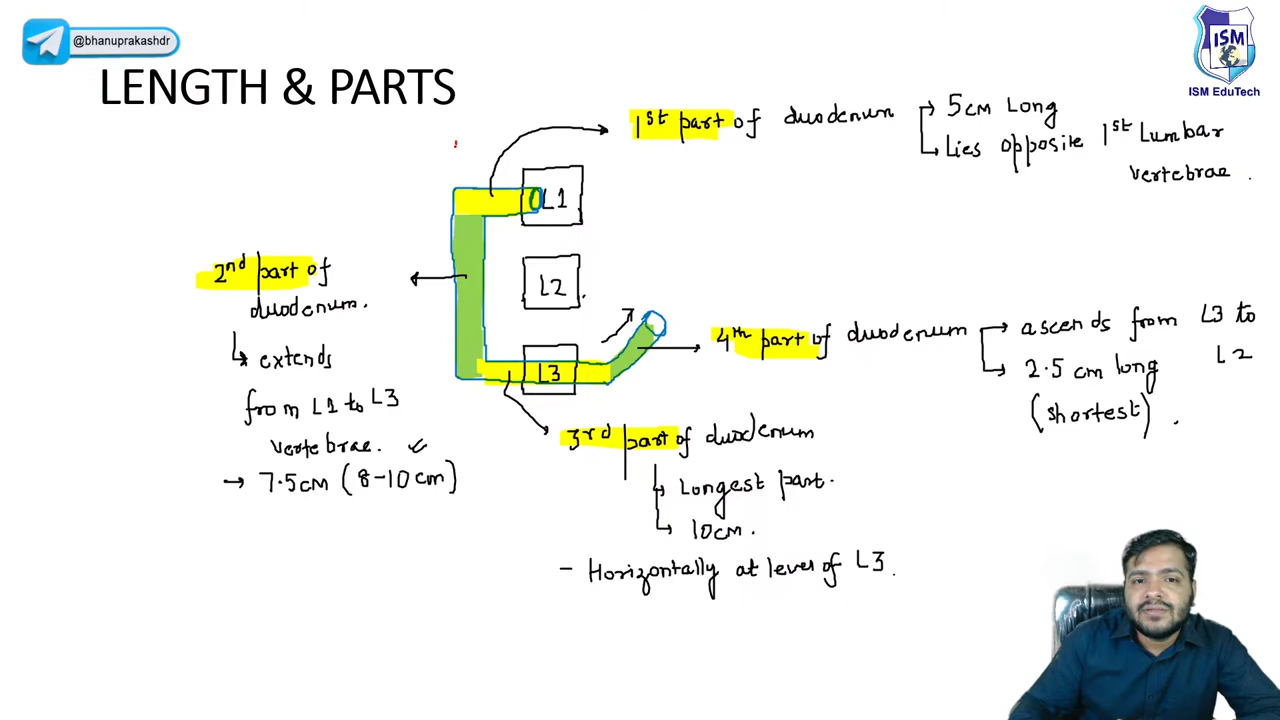 @bhanuprakashdr
ISM
ISM EduTech
LENGTH & PARTS
1st part of duodenum
5cm Long
Lies opposite 1st Lumbar
vertebrae.
L1
L2
L3
2nd part of
duodenum.
extends
from L1 to L3
vertebrae.
7.5cm (8-10cm)
4th part of duodenum
ascends from L3 to
L2
2.5 cm long
(shortest).
3rd part of duodenum
Longest part.
10cm.
- Horizontally at level of L3.